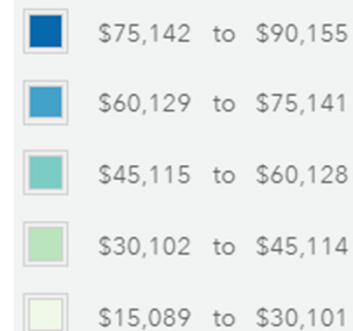 $75,142 to $90,155
$60,129 to $75,141
$45,115 to $60,128
$30,102 to $45,114
$15,089 to $30,101